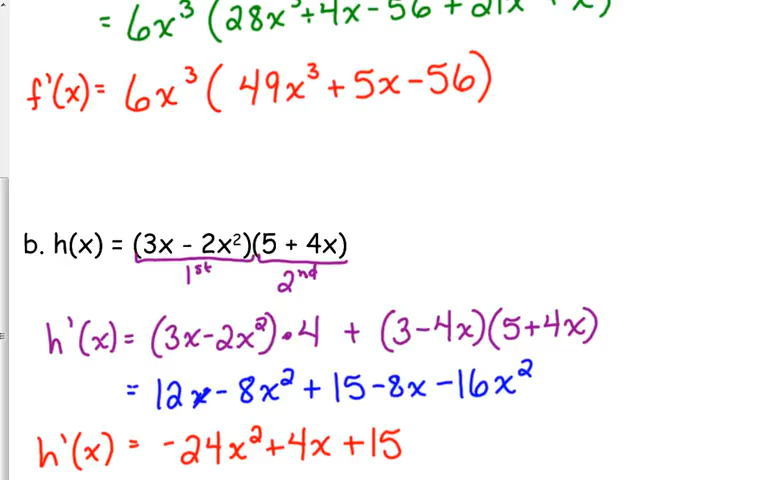 = 6x³ (28x³+4x-56+21x³+x)
f'(x)= 6x³( 49x³+5x-56)
b. h(x) = (3x - 2x²)(5 + 4x)
1st 2nd
h'(x)= (3x-2x²)•4 + (3-4x)(5+4x)
= 12x-8x²+15-8x-16x²
h'(x) = -24x²+4x+15